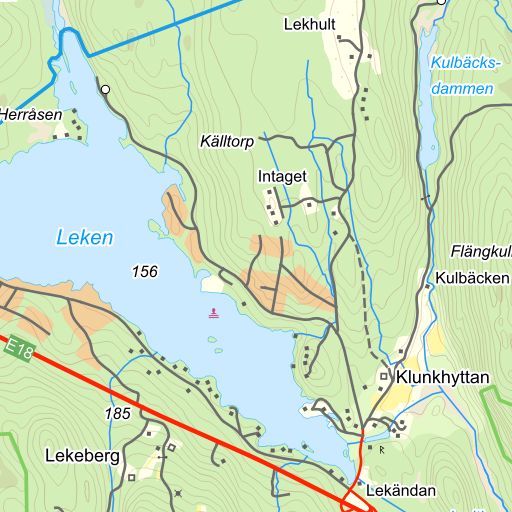 Lekhult
Kulbäcks-
dammen
Herråsen
Källtorp
Intaget
Leken
156
Flängkul
Kulbäcken
E18
Klunkhyttan
185
Lekeberg
Lekändan